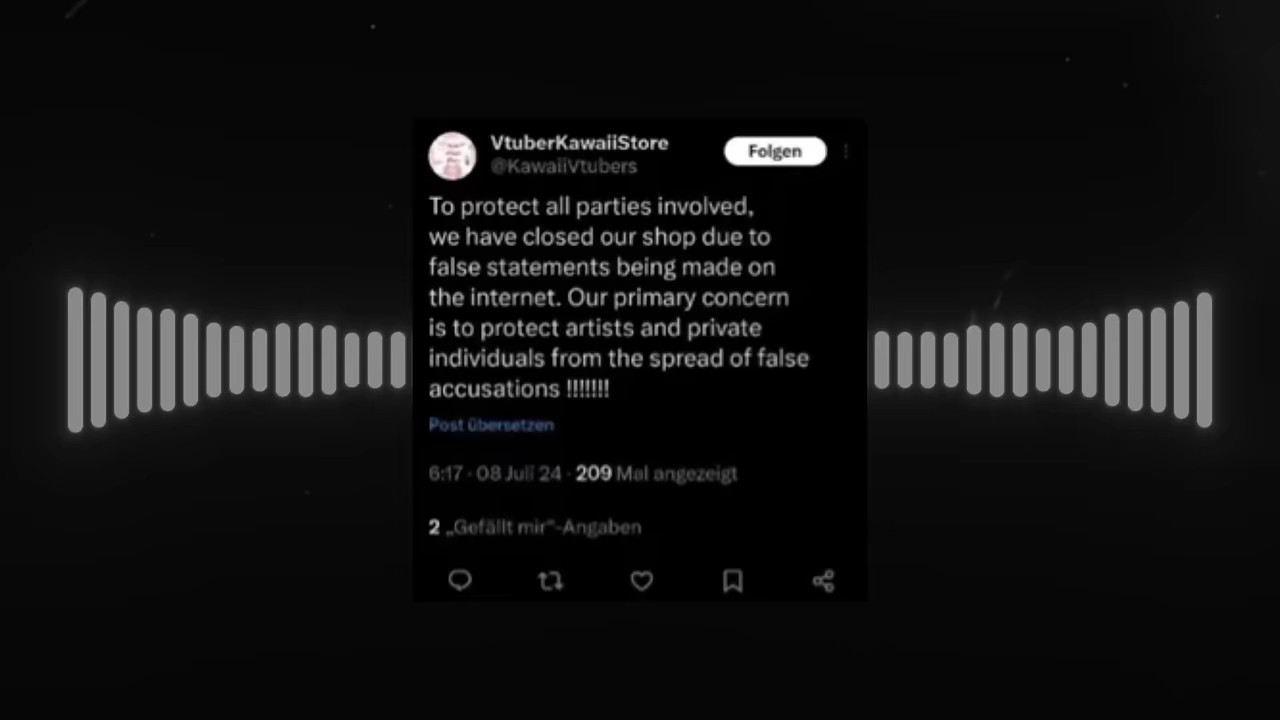 VtuberKawaiiStore
@KawaiiVtubers
Folgen
To protect all parties involved,
we have closed our shop due to
false statements being made on
the internet. Our primary concern
is to protect artists and private
individuals from the spread of false
accusations !!!!!!!
Post übersetzen
6:17 · 08 Juli 24 · 209 Mal angezeigt
2 „Gefällt mir“-Angaben